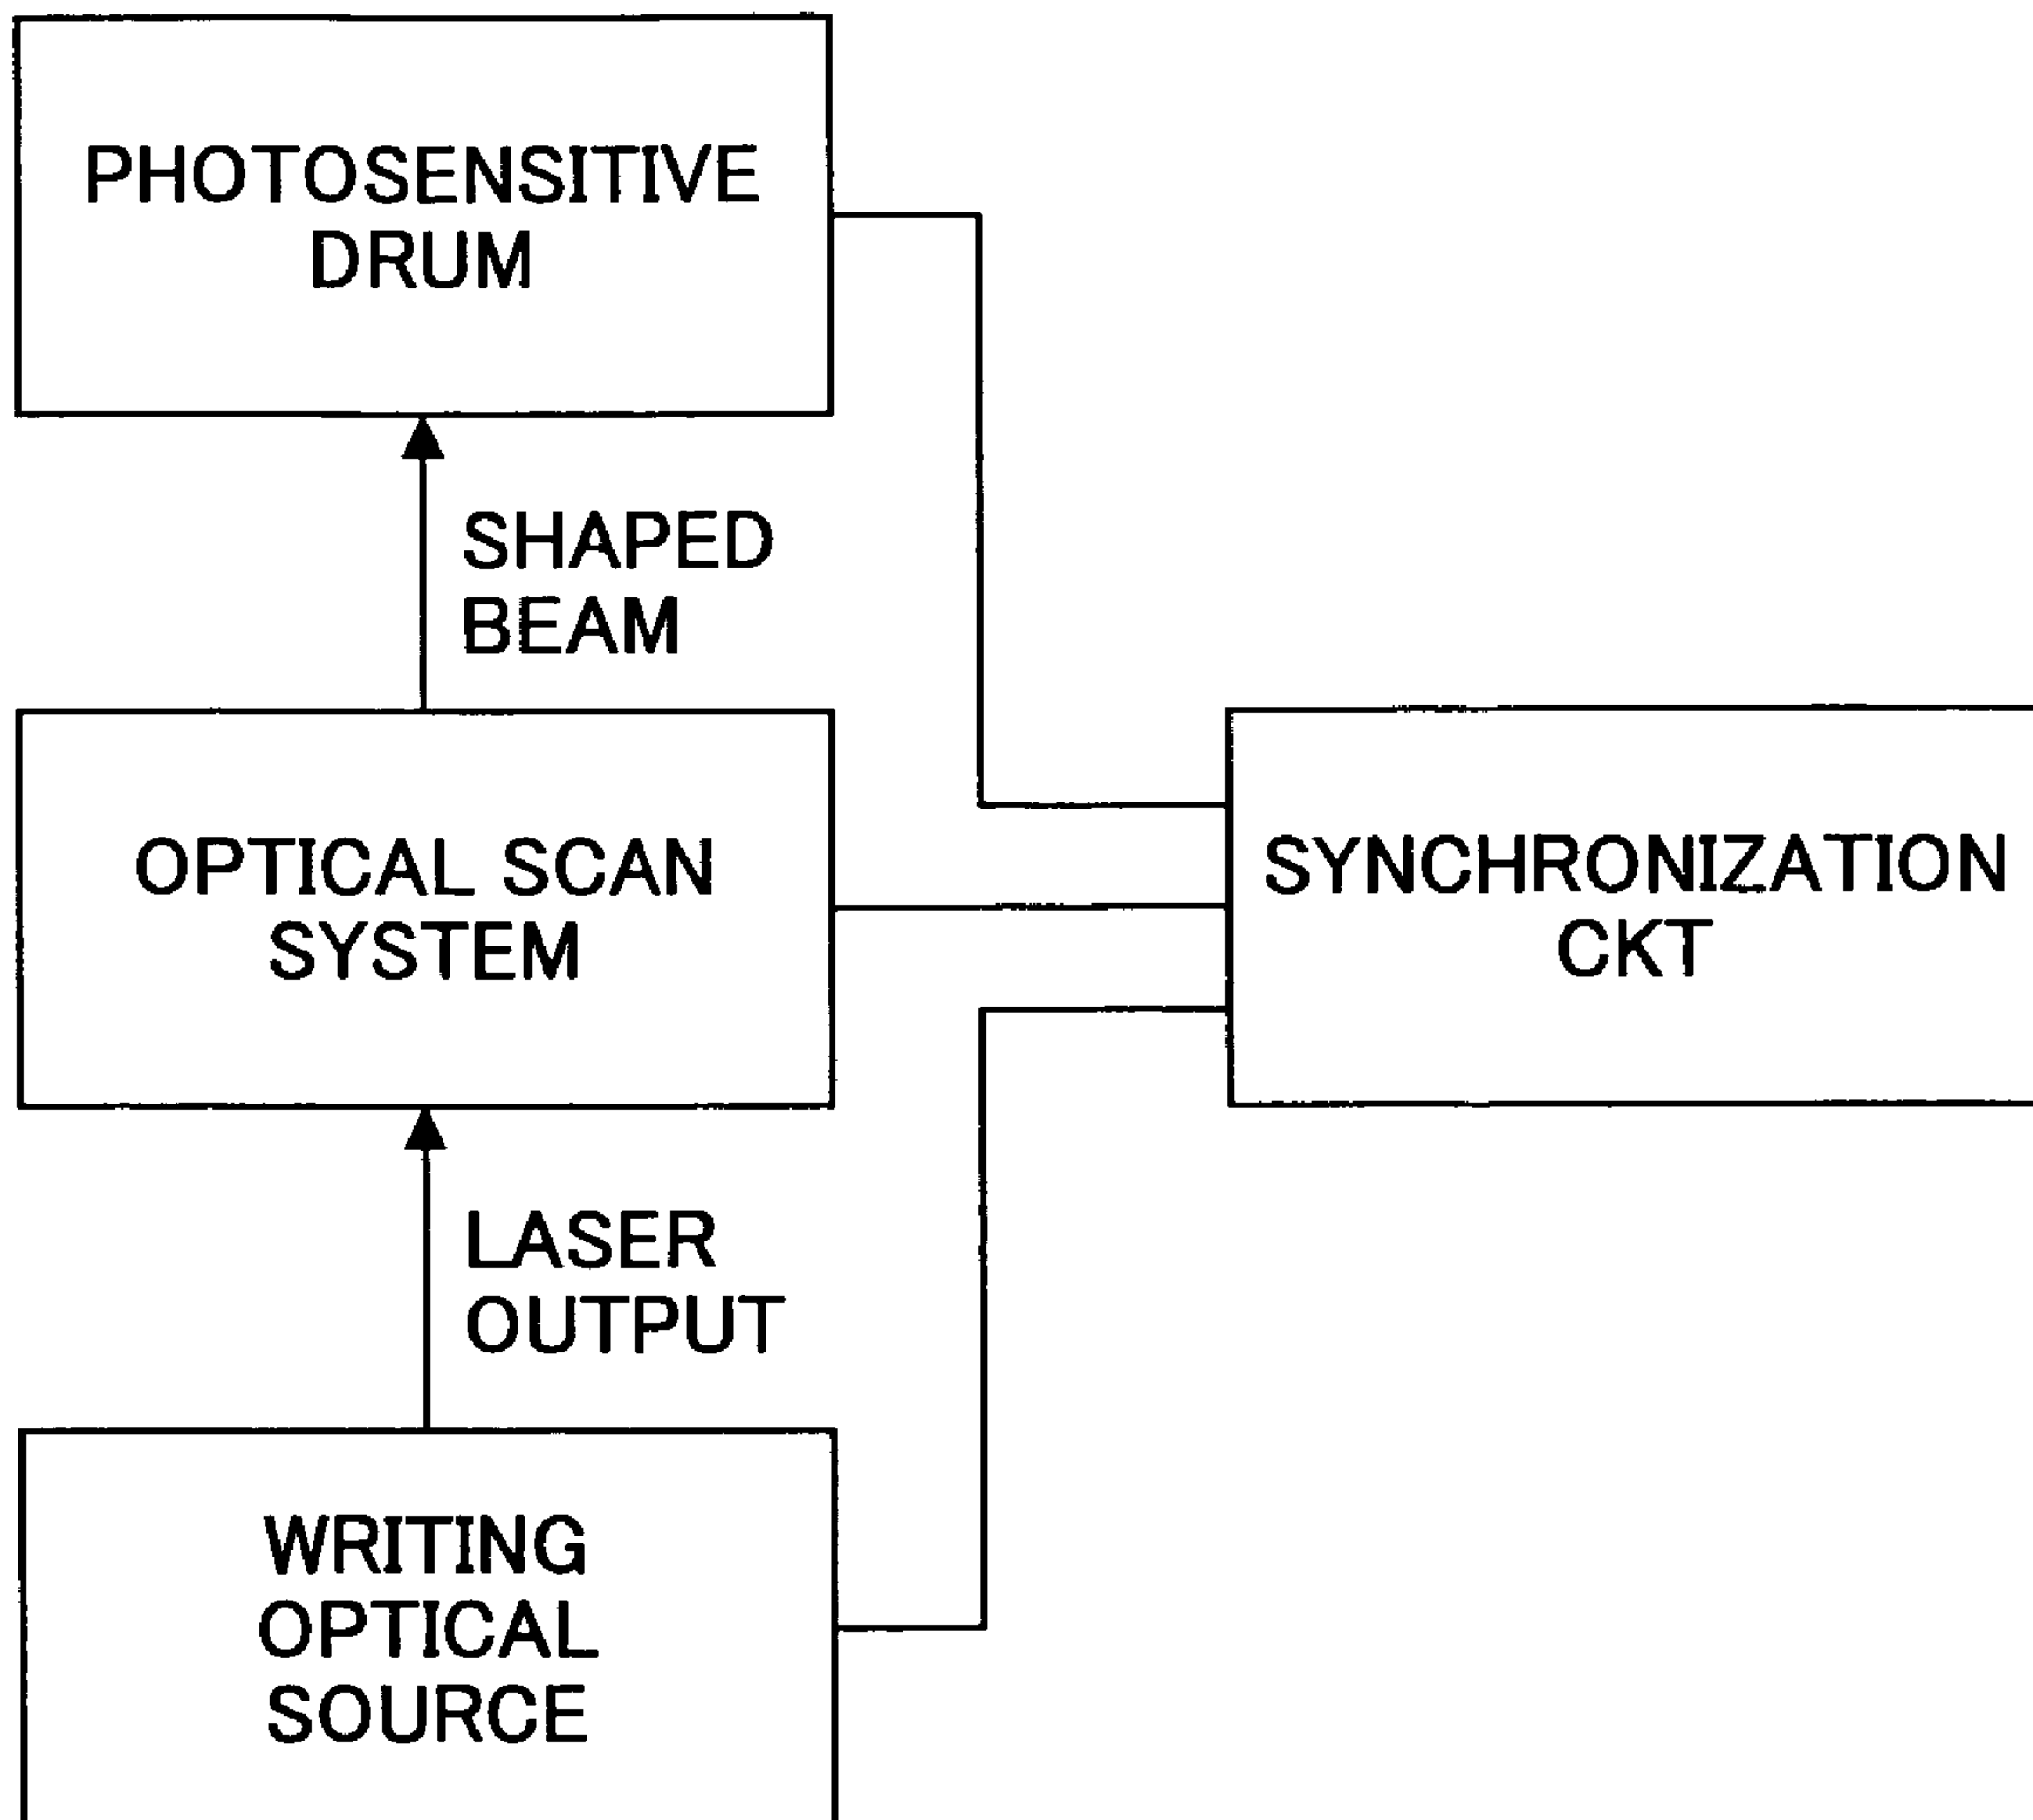 PHOTOSENSITIVE
DRUM
SHAPED
BEAM
OPTICAL SCAN
SYSTEM
SYNCHRONIZATION
CKT
LASER
OUTPUT
WRITING
OPTICAL
SOURCE